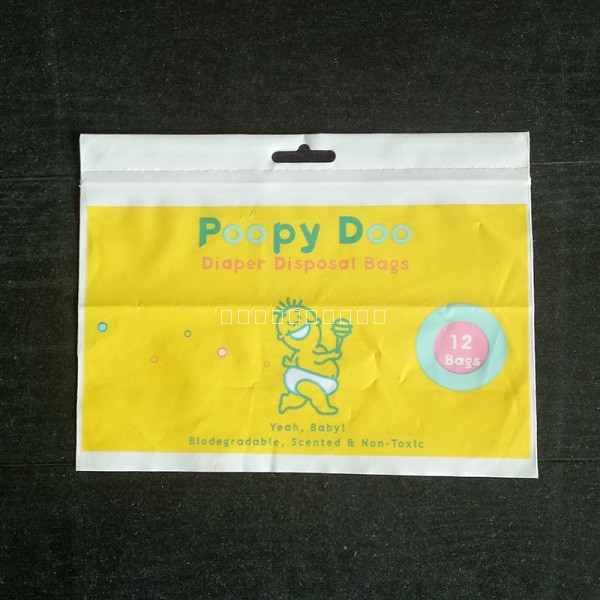 Poopy Doo
Diaper Disposal Bags
12
Bags
Yeah, Baby!
Biodegradable, Scented & Non-Toxic